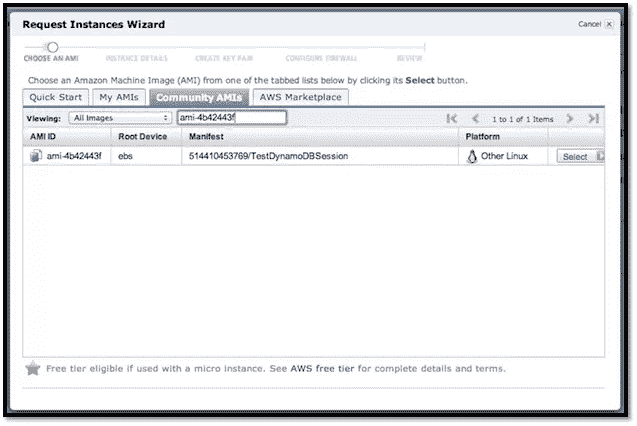 Request Instances Wizard
Cancel
CHOOSE AN AMI INSTANCE DETAILS CREATE KEY PAIR CONFIGURE FIREWALL REVIEW
Choose an Amazon Machine Image (AMI) from one of the tabbed lists below by clicking its Select button.
Quick Start My AMIs Community AMIs AWS Marketplace
Viewing: All Images ami-4b42443f 1 to 1 of 1 Items
AMI ID Root Device Manifest Platform
ami-4b42443f ebs 514410453769/TestDynamoDBSession Other Linux Select
Free tier eligible if used with a micro instance. See AWS free tier for complete details and terms.